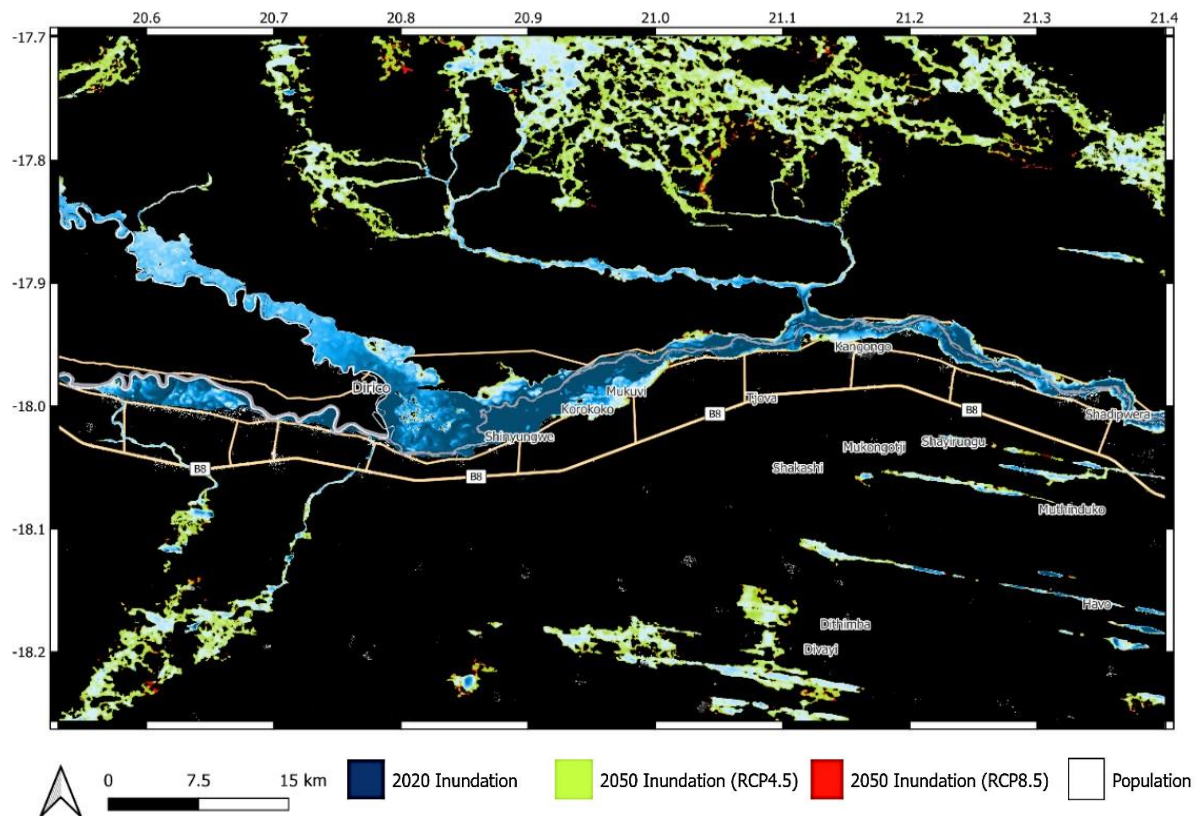 20.6 20.7 20.8 20.9 21.0 21.1 21.2 21.3 21.4
-17.7
-17.8
-17.9
Kangongo
Dirico
Mukuvi
Tjova
-18.0
Korokoko
Shadipwera
B8
B8
Shinyungwe
Shayirungu
Mukongotji
B8
B8
Shakashi
Muthinduko
-18.1
Havo
Dithimba
Divayi
-18.2
0 7.5 15 km
2020 Inundation
2050 Inundation (RCP4.5)
2050 Inundation (RCP8.5)
Population